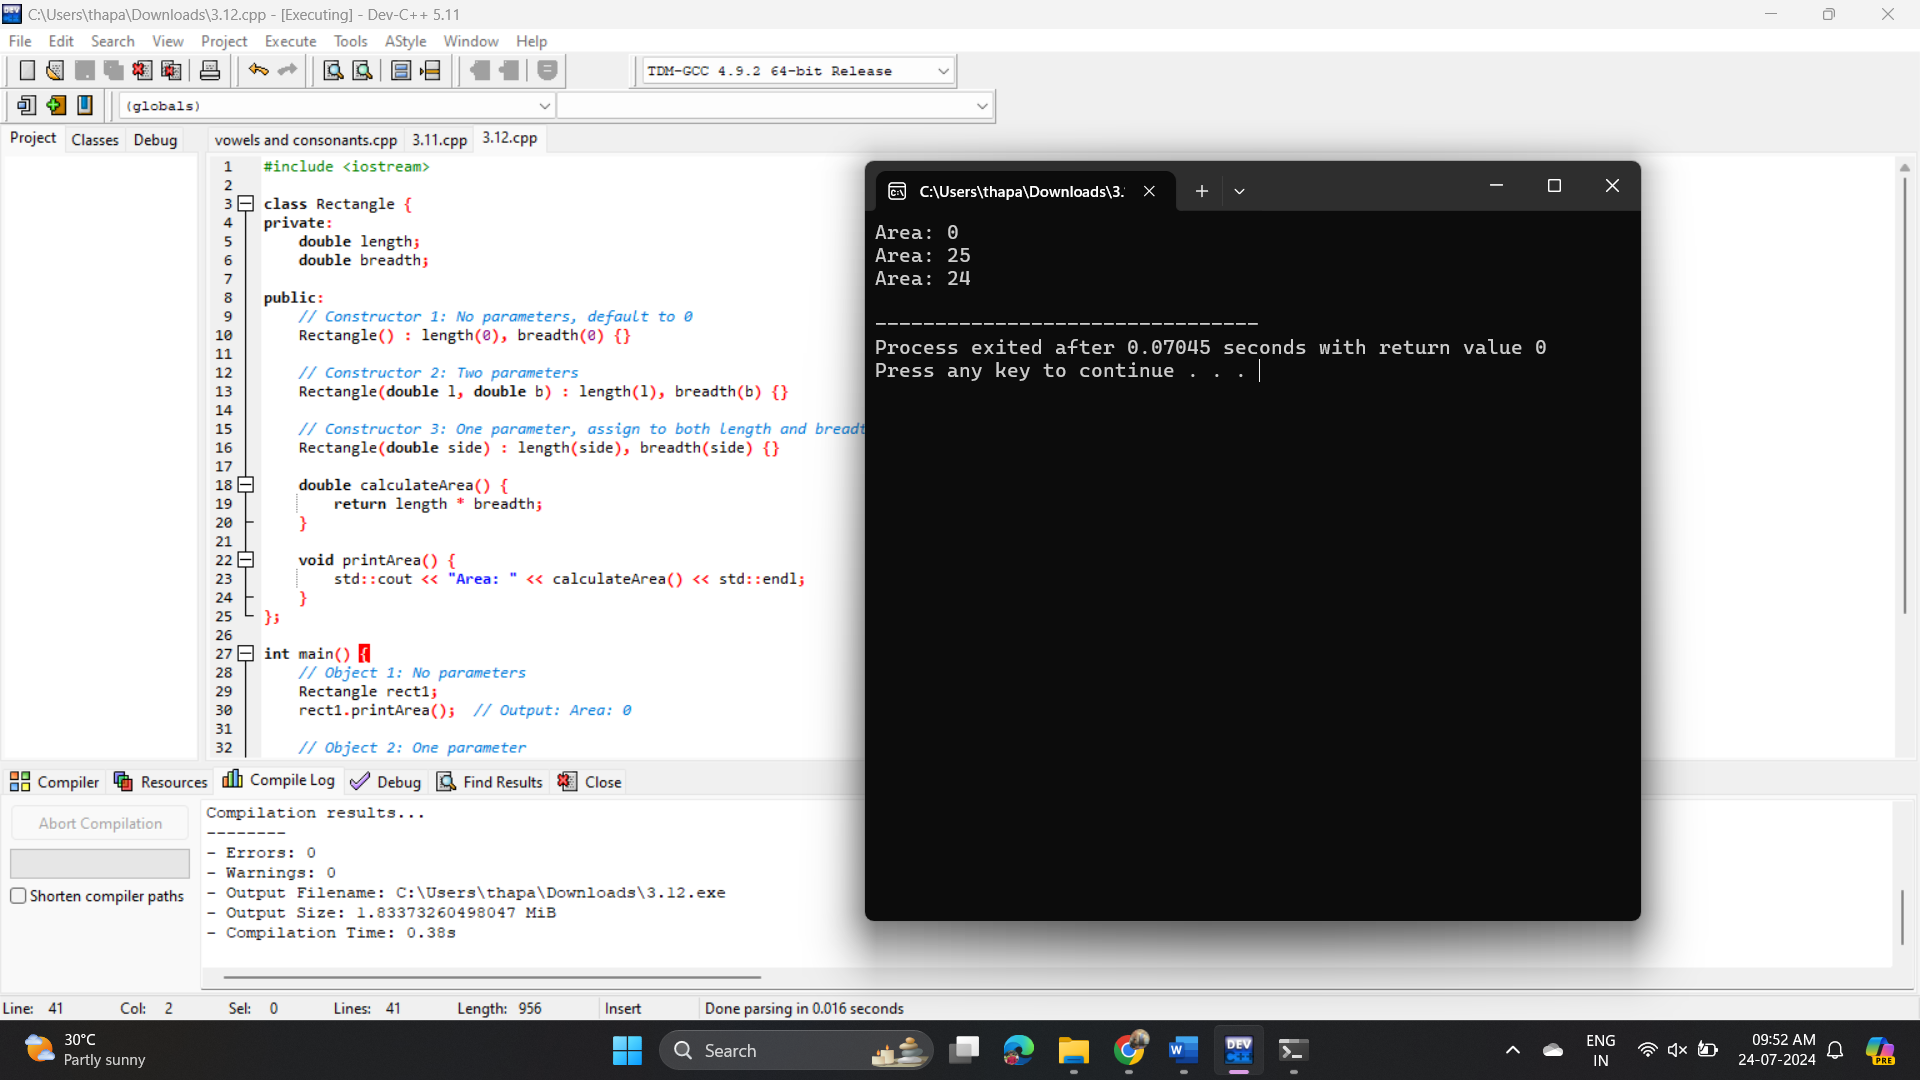 C:\Users\thapa\Downloads\3.12.cpp - [Executing] - Dev-C++ 5.11
File Edit Search View Project Execute Tools AStyle Window Help
TDM-GCC 4.9.2 64-bit Release
(globals)
Project Classes Debug
vowels and consonants.cpp 3.11.cpp 3.12.cpp
1 #include <iostream>
2
3 class Rectangle {
4 private:
5 double length;
6 double breadth;
7
8 public:
9 // Constructor 1: No parameters, default to 0
10 Rectangle() : length(0), breadth(0) {}
11
12 // Constructor 2: Two parameters
13 Rectangle(double l, double b) : length(l), breadth(b) {}
14
15 // Constructor 3: One parameter, assign to both length and breadt
16 Rectangle(double side) : length(side), breadth(side) {}
17
18 double calculateArea() {
19 return length * breadth;
20 }
21
22 void printArea() {
23 std::cout << "Area: " << calculateArea() << std::endl;
24 }
25 };
26
27 int main() {
28 // Object 1: No parameters
29 Rectangle rect1;
30 rect1.printArea(); // Output: Area: 0
31
32 // Object 2: One parameter
C:\Users\thapa\Downloads\3.
Area: 0
Area: 25
Area: 24
--------------------------------
Process exited after 0.07045 seconds with return value 0
Press any key to continue . . .
Compiler Resources Compile Log Debug Find Results Close
Abort Compilation
Shorten compiler paths
Compilation results...
--------
- Errors: 0
- Warnings: 0
- Output Filename: C:\Users\thapa\Downloads\3.12.exe
- Output Size: 1.83373260498047 MiB
- Compilation Time: 0.38s
Line: 41 Col: 2 Sel: 0 Lines: 41 Length: 956 Insert Done parsing in 0.016 seconds
30°C
Partly sunny
Search
DEV
C++
ENG
IN
09:52 AM
24-07-2024
PRE